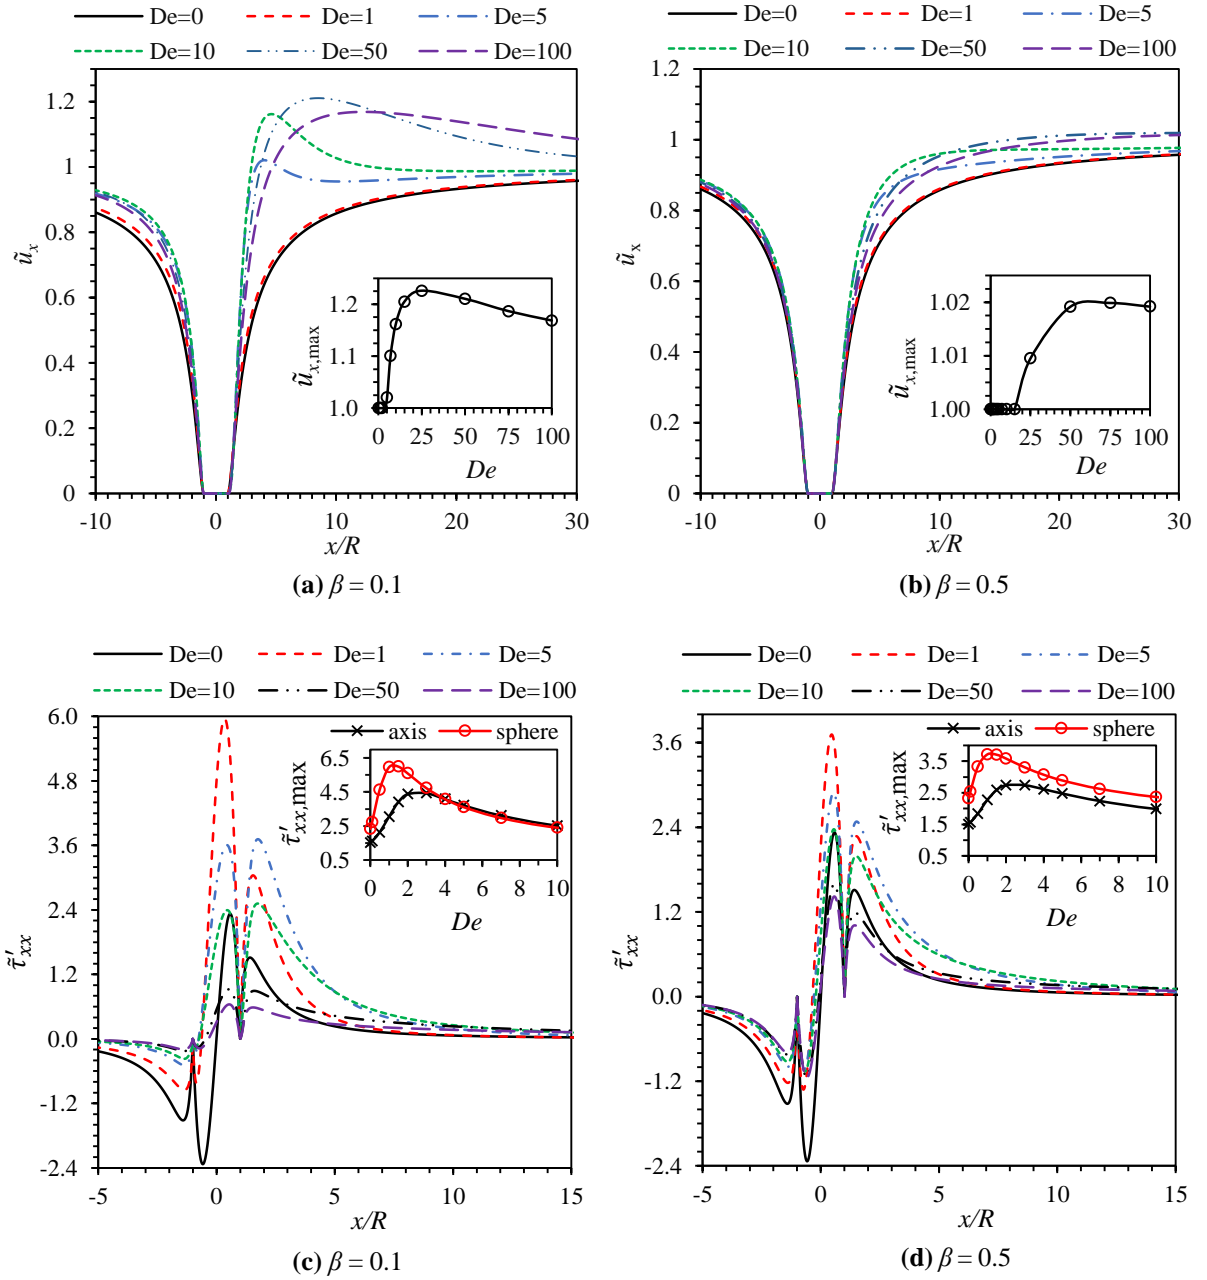 De=0 De=1 De=5
De=10 De=50 De=100
1.2
1
0.8
0.6
0.4
0.2
0
ũx
-10 0 10 20 30
x/R
1.2
1.1
1.0
ũx,max
0 25 50 75 100
De
(a) β = 0.1
De=0 De=1 De=5
De=10 De=50 De=100
1.2
1.0
0.8
0.6
0.4
0.2
0
ũx
-10 0 10 20 30
x/R
1.02
1.01
1.00
ũx,max
0 25 50 75 100
De
(b) β = 0.5
De=0 De=1 De=5
De=10 De=50 De=100
6.0
4.8
3.6
2.4
1.2
0.0
-1.2
-2.4
τ̃′xx
-5 0 5 10 15
x/R
axis sphere
6.5
4.5
2.5
0.5
τ̃′xx,max
0 2 4 6 8 10
De
(c) β = 0.1
De=0 De=1 De=5
De=10 De=50 De=100
3.6
2.4
1.2
0.0
-1.2
-2.4
τ̃′xx
-5 0 5 10 15
x/R
axis sphere
3.5
2.5
1.5
0.5
τ̃′xx,max
0 2 4 6 8 10
De
(d) β = 0.5